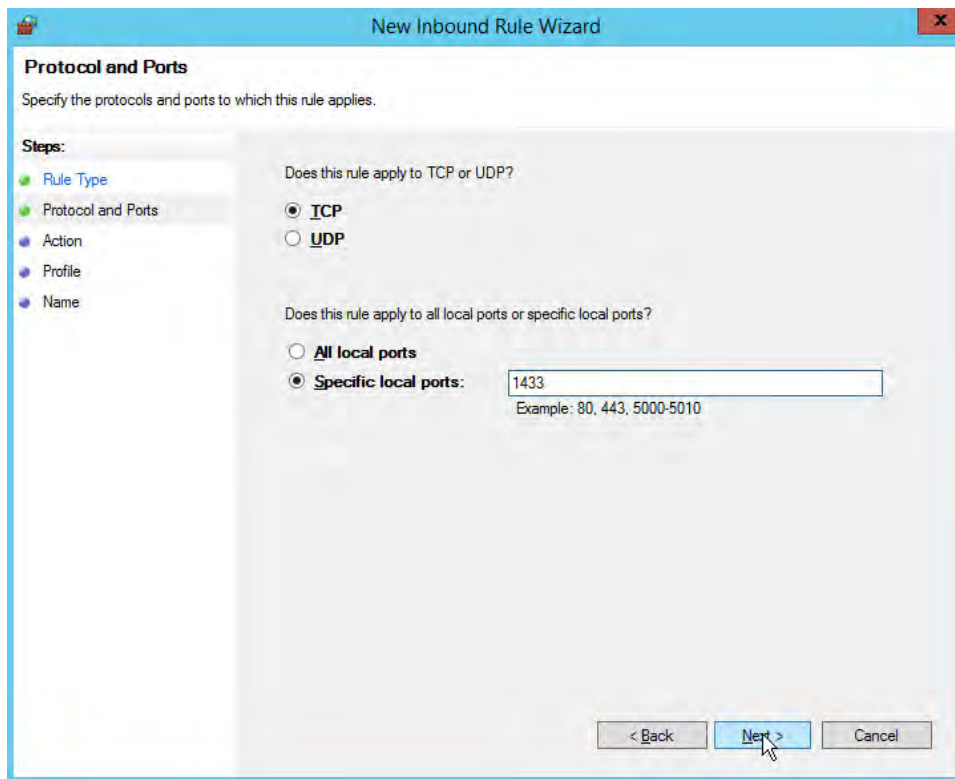 New Inbound Rule Wizard
x
Protocol and Ports
Specify the protocols and ports to which this rule applies.
Steps:
Rule Type
Protocol and Ports
Action
Profile
Name
Does this rule apply to TCP or UDP?
TCP
UDP
Does this rule apply to all local ports or specific local ports?
All local ports
Specific local ports: 1433
Example: 80, 443, 5000-5010
< Back Next > Cancel